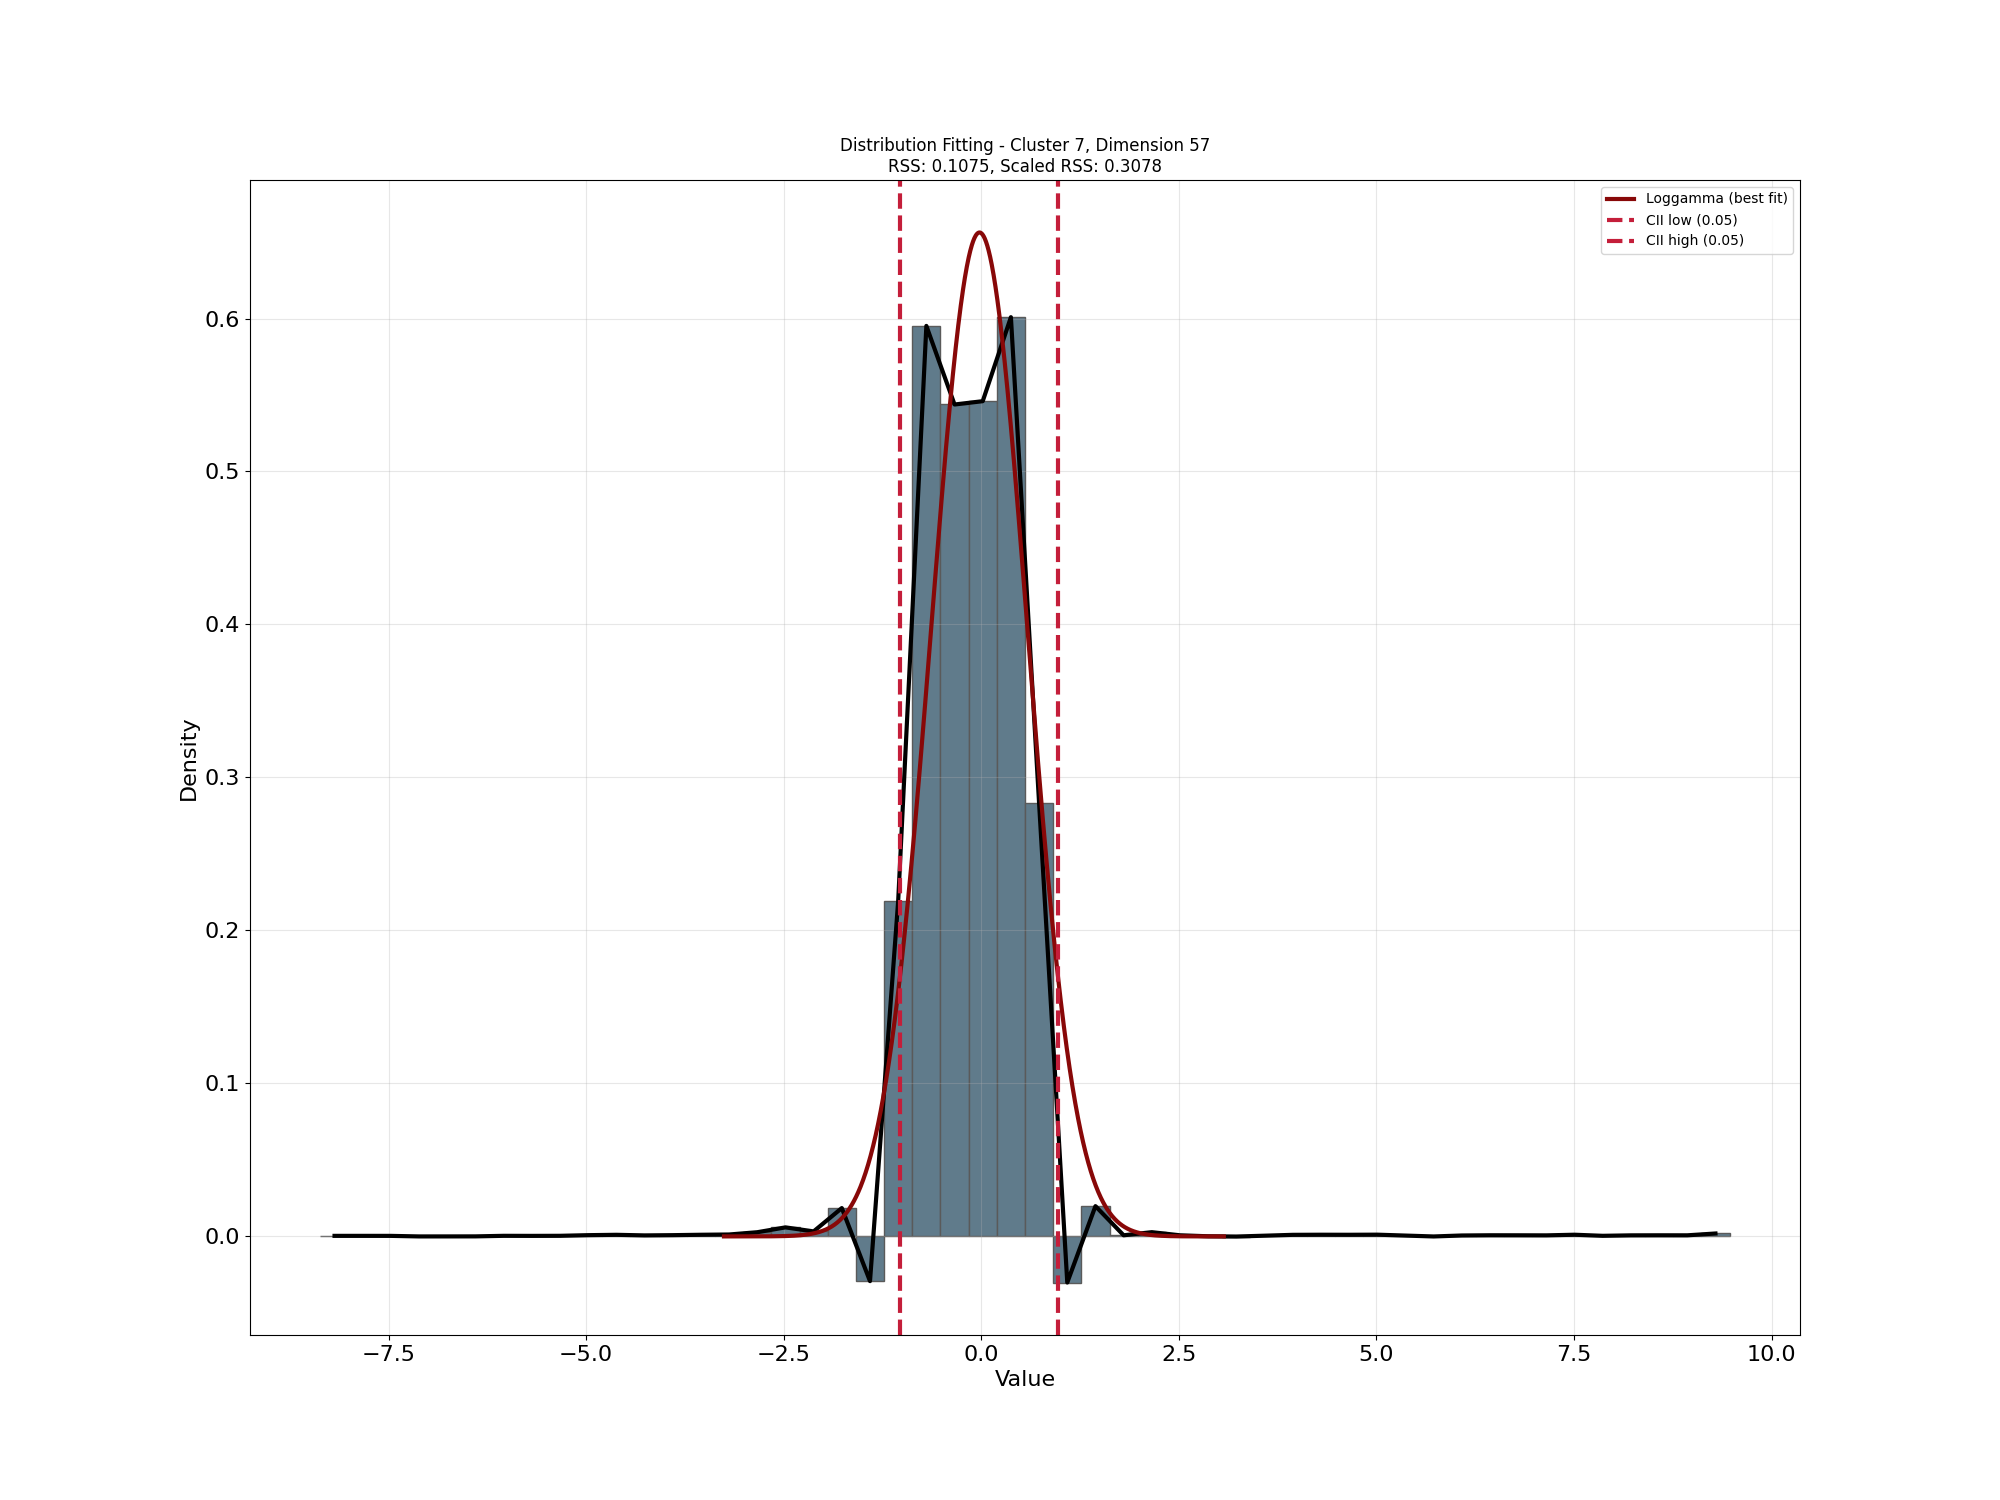 Distribution Fitting - Cluster 7, Dimension 57
RSS: 0.1075, Scaled RSS: 0.3078
Loggamma (best fit)
CII low (0.05)
CII high (0.05)
Density
0.6
0.5
0.4
0.3
0.2
0.1
0.0
−7.5 −5.0 −2.5 0.0 2.5 5.0 7.5 10.0
Value